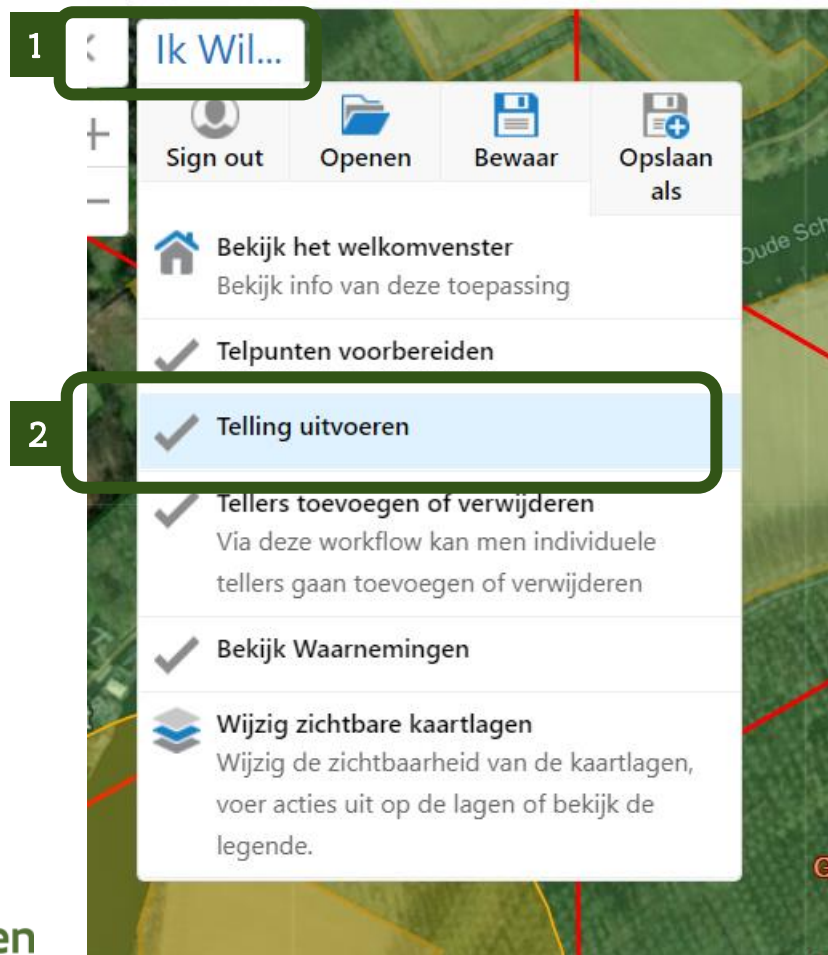 1
Ik Wil...
Sign out
Openen
Bewaar
Opslaan
als
Bekijk het welkomvenster
Bekijk info van deze toepassing
Telpunten voorbereiden
2
Telling uitvoeren
Tellers toevoegen of verwijderen
Via deze workflow kan men individuele
tellers gaan toevoegen of verwijderen
Bekijk Waarnemingen
Wijzig zichtbare kaartlagen
Wijzig de zichtbaarheid van de kaartlagen,
voer acties uit op de lagen of bekijk de
legende.
Oude Sch
G
en